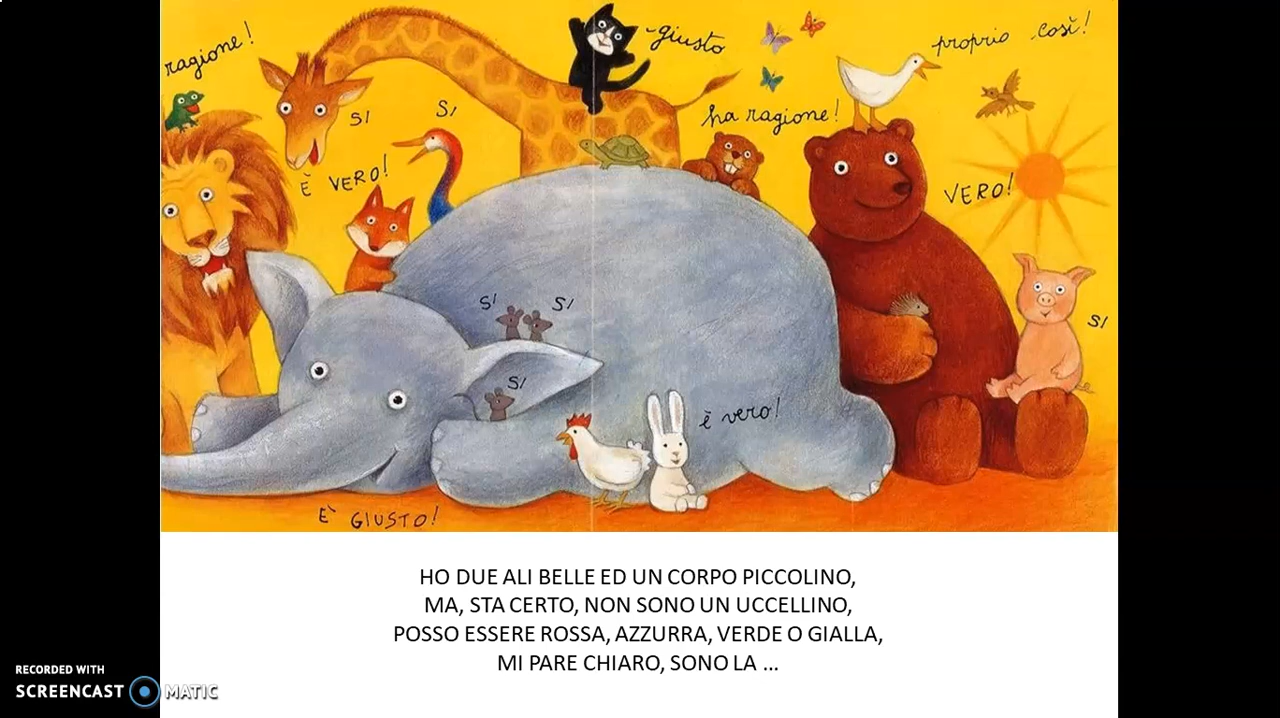 ragione!
giusto
proprio così!
SI
SI
ha ragione!
È VERO!
VERO!
SI
SI
SI
SI
è vero!
E' GIUSTO!
HO DUE ALI BELLE ED UN CORPO PICCOLINO,
MA, STA CERTO, NON SONO UN UCCELLINO,
POSSO ESSERE ROSSA, AZZURRA, VERDE O GIALLA,
MI PARE CHIARO, SONO LA ...
RECORDED WITH
SCREENCAST MATIC